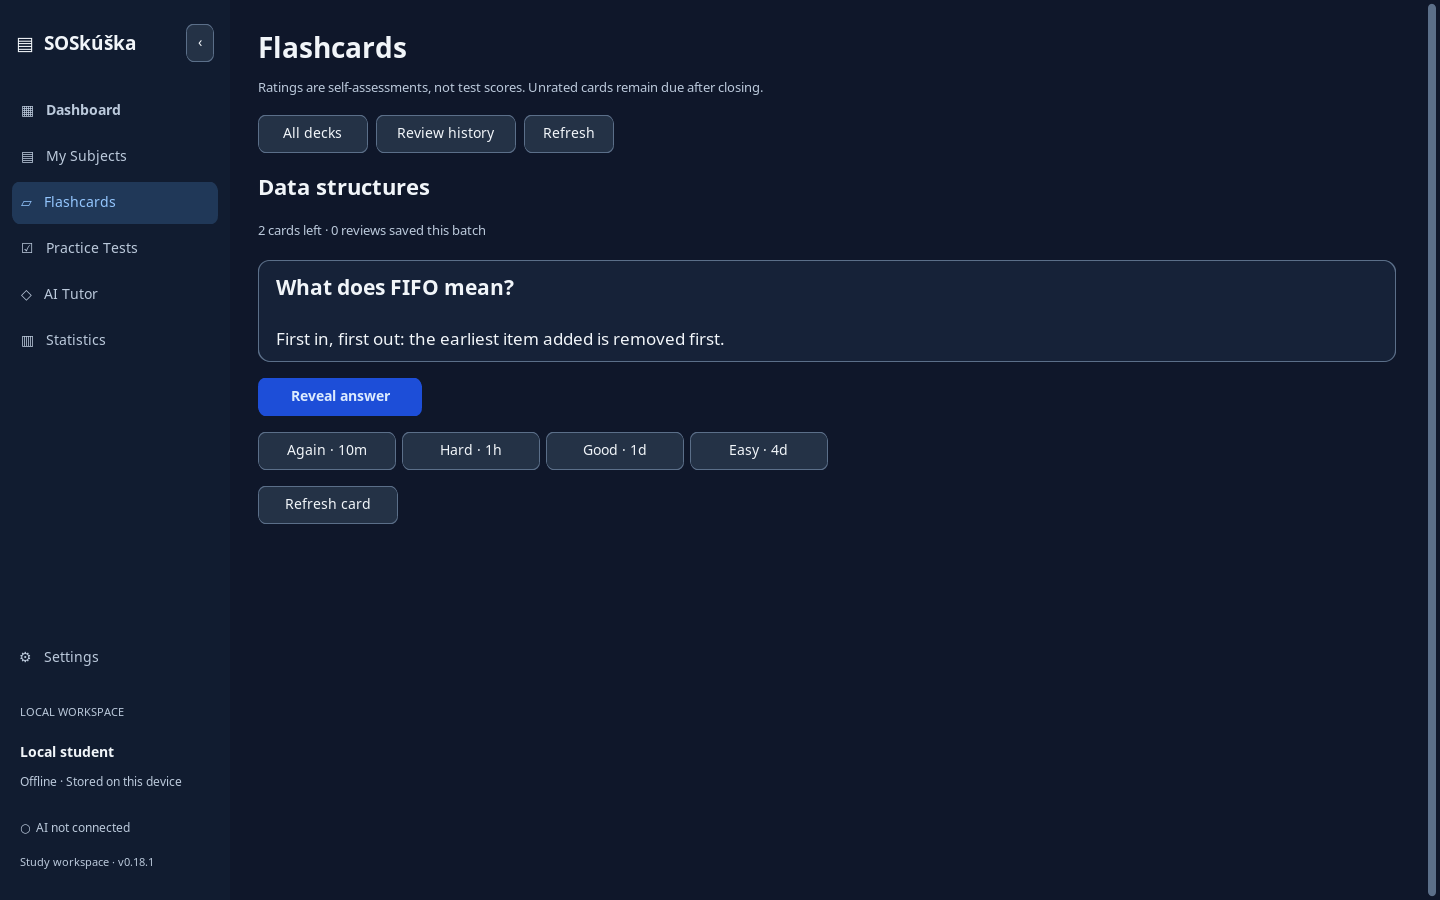 SOSkúška
‹
Dashboard
My Subjects
Flashcards
Practice Tests
AI Tutor
Statistics
Settings
LOCAL WORKSPACE
Local student
Offline · Stored on this device
AI not connected
Study workspace · v0.18.1
Flashcards
Ratings are self-assessments, not test scores. Unrated cards remain due after closing.
All decks
Review history
Refresh
Data structures
2 cards left · 0 reviews saved this batch
What does FIFO mean?
First in, first out: the earliest item added is removed first.
Reveal answer
Again · 10m
Hard · 1h
Good · 1d
Easy · 4d
Refresh card